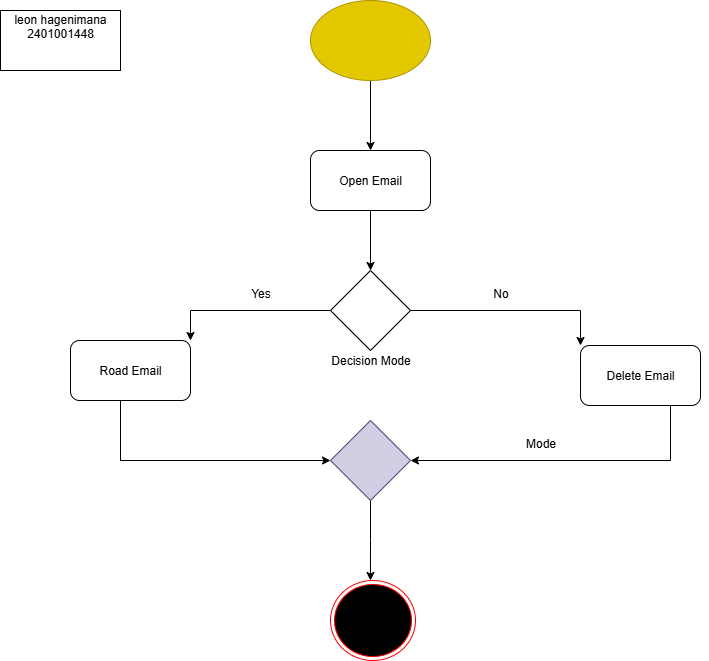 leon hagenimana
2401001448
Open Email
Yes
No
Decision Mode
Road Email
Delete Email
Mode